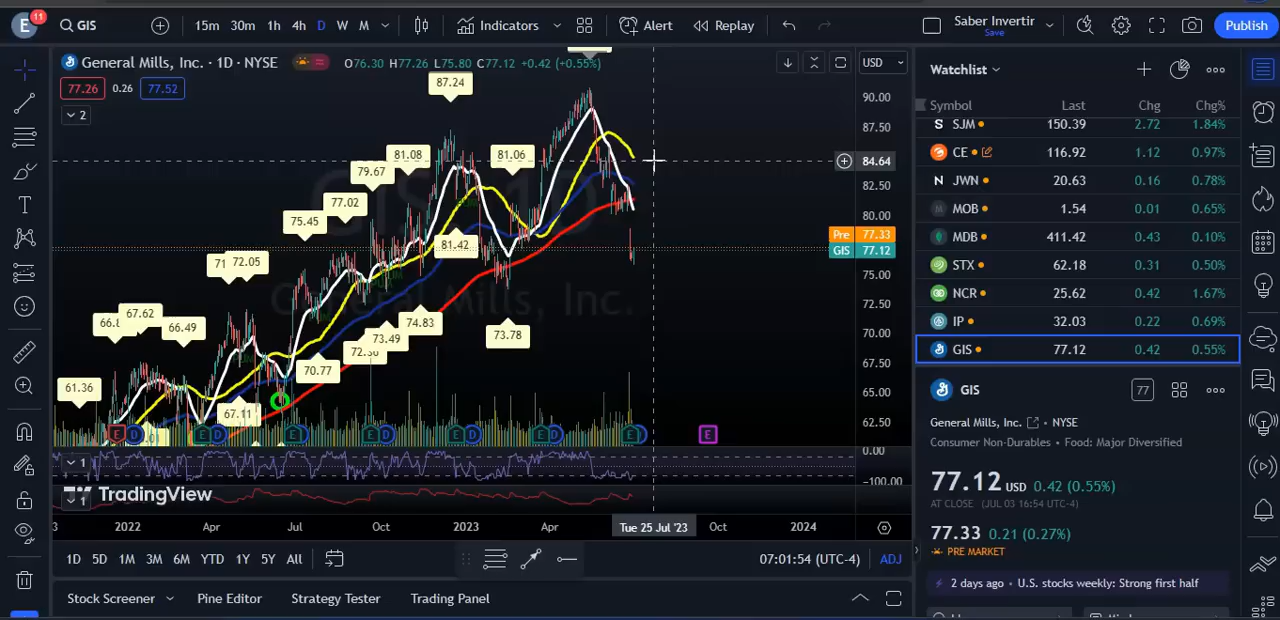 E 11 GIS 15m 30m 1h 4h D W M Indicators Alert Replay Saber Invertir Save Publish
General Mills, Inc. · 1D · NYSE O76.30 H77.26 L75.80 C77.12 +0.42 (+0.55%) USD
77.26 0.26 77.52
2
GIS, 1D
General Mills, Inc.
87.24
81.08
81.06
79.67
77.02
75.45
81.42
72.05
67.62
66.49
74.83
73.49
73.78
70.77
61.36
67.11
90.00
87.50
84.64
82.50
80.00
Pre 77.33
GIS 77.12
75.00
72.50
70.00
67.50
65.00
62.50
0.00
-100.00
E D E D E D E D E D E D E E
1
1
TradingView
2022 Apr Jul Oct 2023 Apr Tue 25 Jul '23 Oct 2024
1D 5D 1M 3M 6M YTD 1Y 5Y All 07:01:54 (UTC-4) ADJ
Stock Screener Pine Editor Strategy Tester Trading Panel
Watchlist
Symbol Last Chg Chg%
SJM 150.39 2.72 1.84%
CE 116.92 1.12 0.97%
JWN 20.63 0.16 0.78%
MOB 1.54 0.01 0.65%
MDB 411.42 0.43 0.10%
STX 62.18 0.31 0.50%
NCR 25.62 0.42 1.67%
IP 32.03 0.22 0.69%
GIS 77.12 0.42 0.55%
GIS 77
General Mills, Inc. · NYSE
Consumer Non-Durables · Food: Major Diversified
77.12 USD 0.42 (0.55%)
AT CLOSE (JUL 03 16:54 UTC-4)
77.33 0.21 (0.27%)
PRE MARKET
2 days ago · U.S. stocks weekly: Strong first half